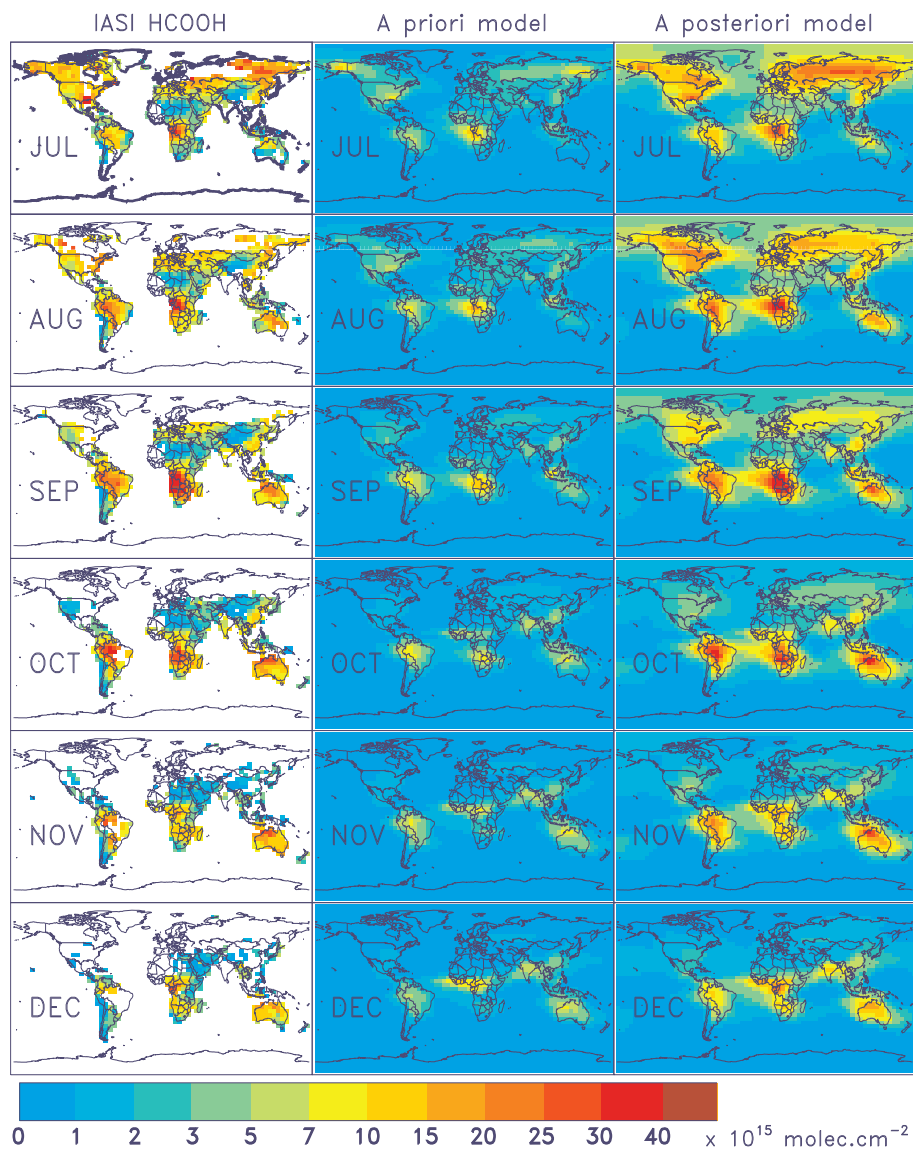 IASI HCOOH A priori model A posteriori model
JUL JUL JUL
AUG AUG AUG
SEP SEP SEP
OCT OCT OCT
NOV NOV NOV
DEC DEC DEC
0 1 2 3 5 7 10 15 20 25 30 40 x 10¹⁵ molec.cm⁻²